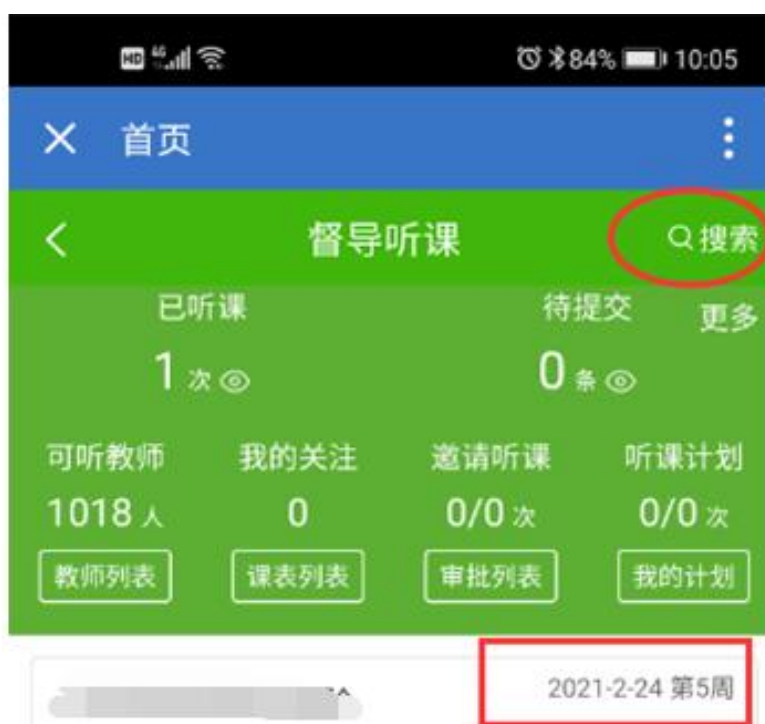 HD 4G 84% 10:05
首页
督导听课 搜索
已听课 待提交 更多
1次 0条
可听教师 我的关注 邀请听课 听课计划
1018人 0 0/0次 0/0次
教师列表 课表列表 审批列表 我的计划
2021-2-24 第5周